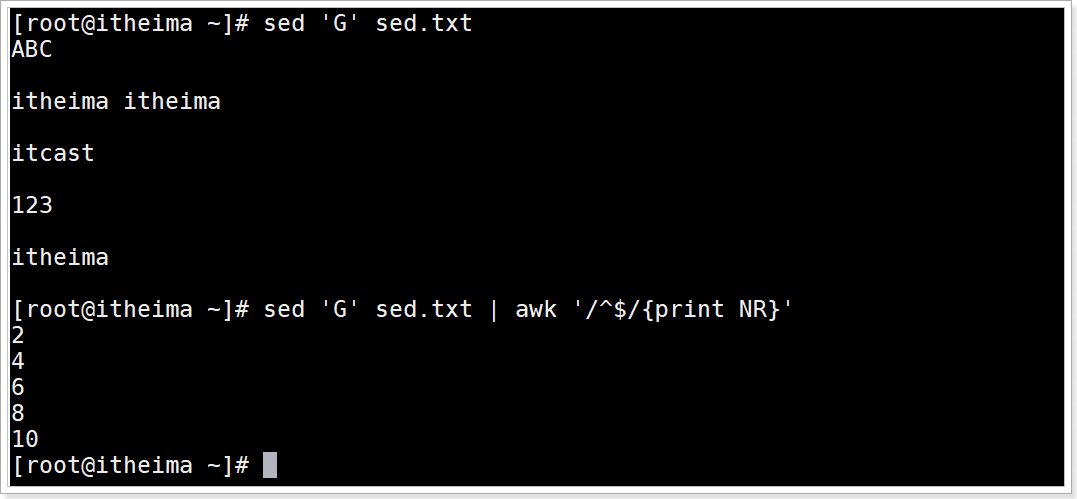 [root@itheima ~]# sed 'G' sed.txt
ABC
itheima itheima
itcast
123
itheima
[root@itheima ~]# sed 'G' sed.txt | awk '/^$/{print NR}'
2
4
6
8
10
[root@itheima ~]#